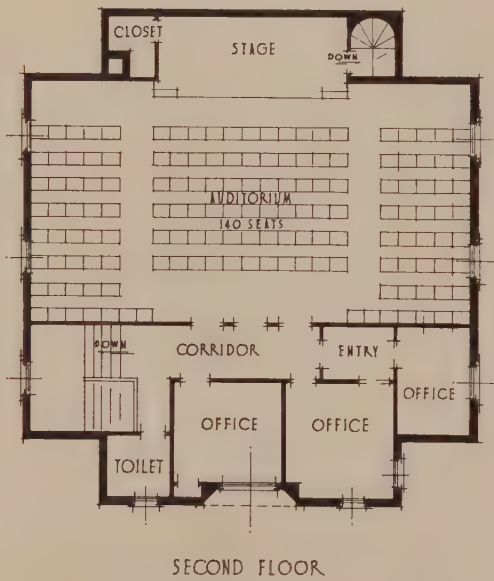 CLOSET
STAGE
DOWN
AUDITORIUM
140 SEATS
DOWN
CORRIDOR
ENTRY
OFFICE
OFFICE
OFFICE
TOILET
SECOND FLOOR